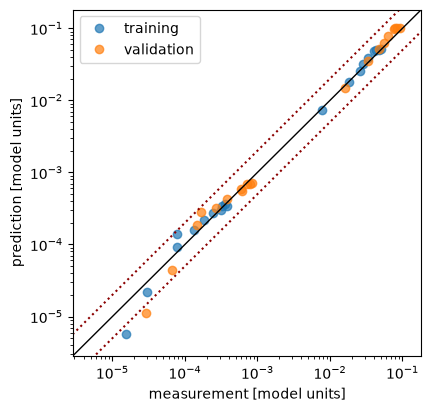 training
validation
prediction [model units]
10⁻¹
10⁻²
10⁻³
10⁻⁴
10⁻⁵
10⁻⁵
10⁻⁴
10⁻³
10⁻²
10⁻¹
measurement [model units]